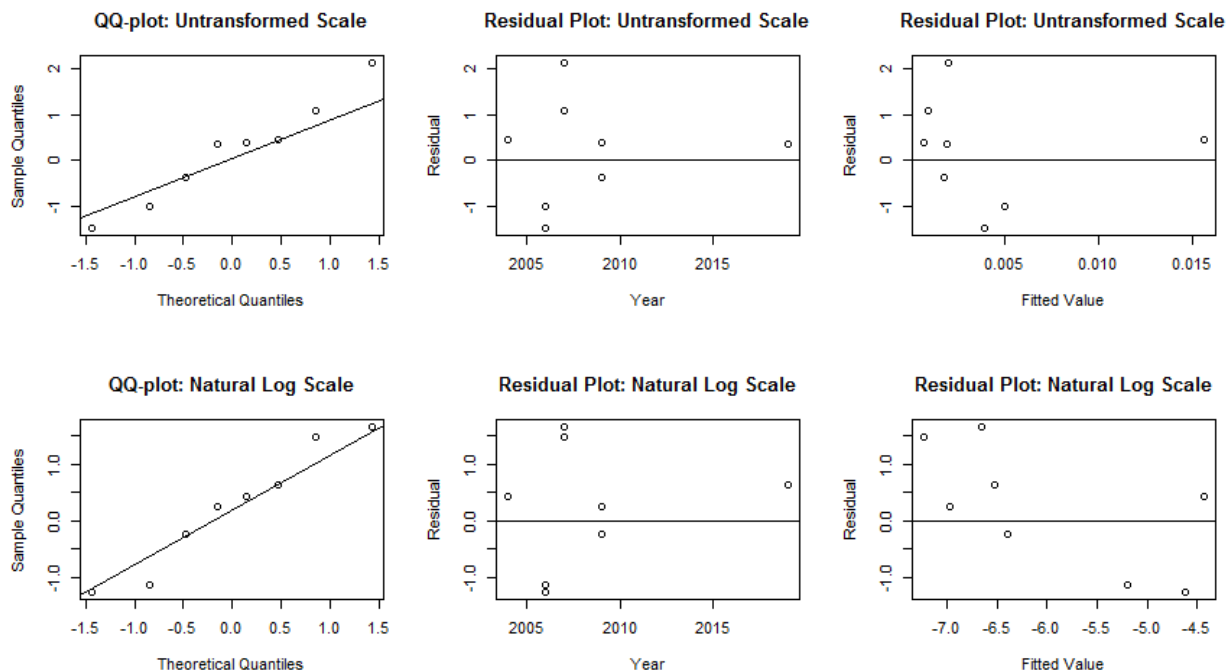 QQ-plot: Untransformed Scale
Sample Quantiles
2
1
0
-1
-1.5 -1.0 -0.5 0.0 0.5 1.0 1.5
Theoretical Quantiles
Residual Plot: Untransformed Scale
Residual
2
1
0
-1
2005 2010 2015
Year
Residual Plot: Untransformed Scale
Residual
2
1
0
-1
0.005 0.010 0.015
Fitted Value
QQ-plot: Natural Log Scale
Sample Quantiles
1.0
0.0
-1.0
-1.5 -1.0 -0.5 0.0 0.5 1.0 1.5
Theoretical Quantiles
Residual Plot: Natural Log Scale
Residual
1.0
0.0
-1.0
2005 2010 2015
Year
Residual Plot: Natural Log Scale
Residual
1.0
0.0
-1.0
-7.0 -6.5 -6.0 -5.5 -5.0 -4.5
Fitted Value